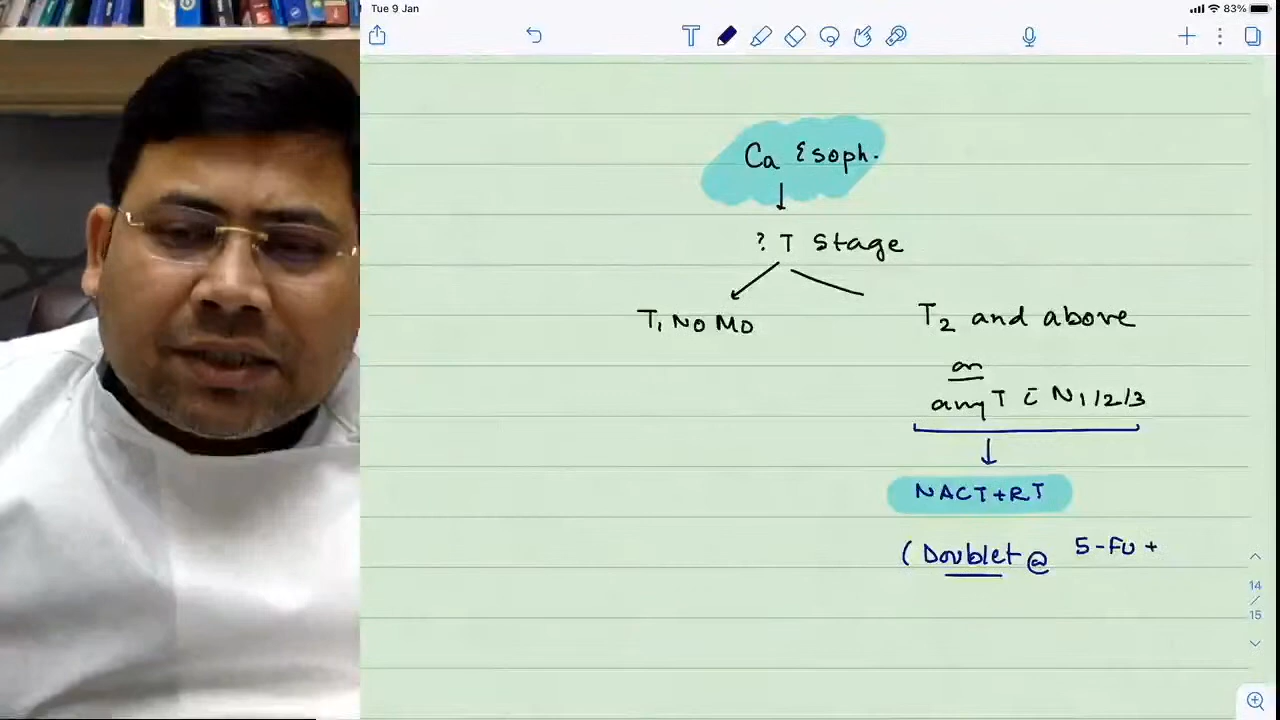 Tue 9 Jan
83%
Ca Esoph.
? T Stage
T1 N0 M0
T2 and above
or
any T c̄ N1/2/3
NACT+RT
(Doublet @ 5-FU +
14
/
15